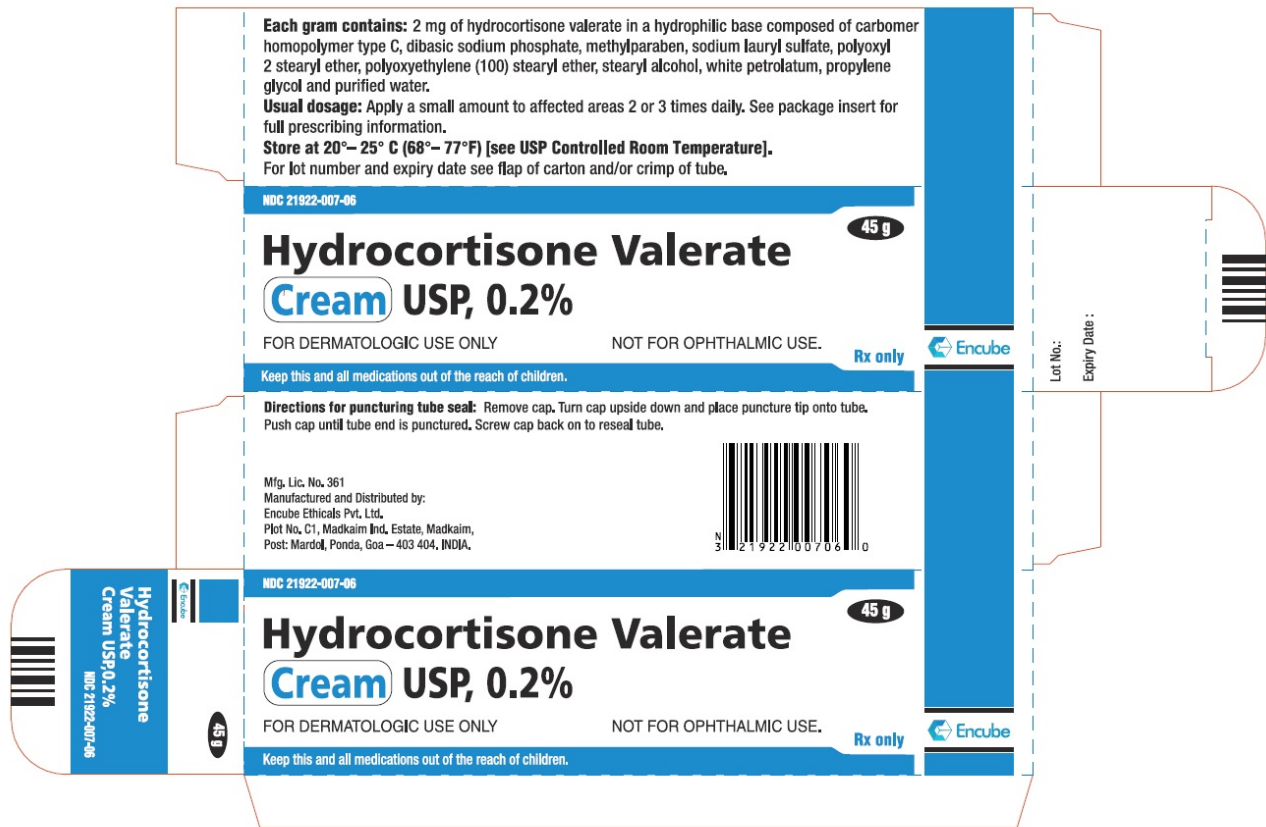 Each gram contains: 2 mg of hydrocortisone valerate in a hydrophilic base composed of carbomer
homopolymer type C, dibasic sodium phosphate, methylparaben, sodium lauryl sulfate, polyoxyl
2 stearyl ether, polyoxyethylene (100) stearyl ether, stearyl alcohol, white petrolatum, propylene
glycol and purified water.
Usual dosage: Apply a small amount to affected areas 2 or 3 times daily. See package insert for
full prescribing information.
Store at 20°– 25° C (68°– 77°F) [see USP Controlled Room Temperature].
For lot number and expiry date see flap of carton and/or crimp of tube.
NDC 21922-007-06
45 g
Hydrocortisone Valerate
Cream USP, 0.2%
FOR DERMATOLOGIC USE ONLY NOT FOR OPHTHALMIC USE.
Rx only
Encube
Keep this and all medications out of the reach of children.
Lot No.:
Expiry Date :
Directions for puncturing tube seal: Remove cap. Turn cap upside down and place puncture tip onto tube.
Push cap until tube end is punctured. Screw cap back on to reseal tube.
Mfg. Lic. No. 361
Manufactured and Distributed by:
Encube Ethicals Pvt. Ltd.
Plot No. C1, Madkaim Ind. Estate, Madkaim,
Post: Mardol, Ponda, Goa – 403 404, INDIA.
N
3 21922 00706 0
NDC 21922-007-06
45 g
Hydrocortisone Valerate
Cream USP, 0.2%
FOR DERMATOLOGIC USE ONLY NOT FOR OPHTHALMIC USE.
Rx only
Encube
Keep this and all medications out of the reach of children.
Encube
Hydrocortisone
Valerate
Cream USP,0.2%
NDC 21922-007-06
45 g